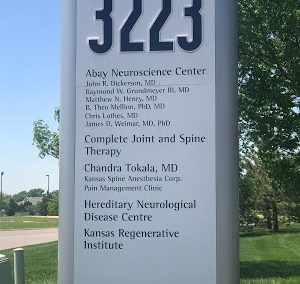 3223
Abay Neuroscience Center
John R. Dickerson, MD
Raymond W. Grundmeyer III, MD
Matthew N. Henry, MD
B. Theo Mellion, PhD, MD
Chris Lothes, MD
James D. Weimar, MD, PhD
Complete Joint and Spine
Therapy
Chandra Tokala, MD
Kansas Spine Anesthesia Corp.
Pain Management Clinic
Hereditary Neurological
Disease Centre
Kansas Regenerative
Institute